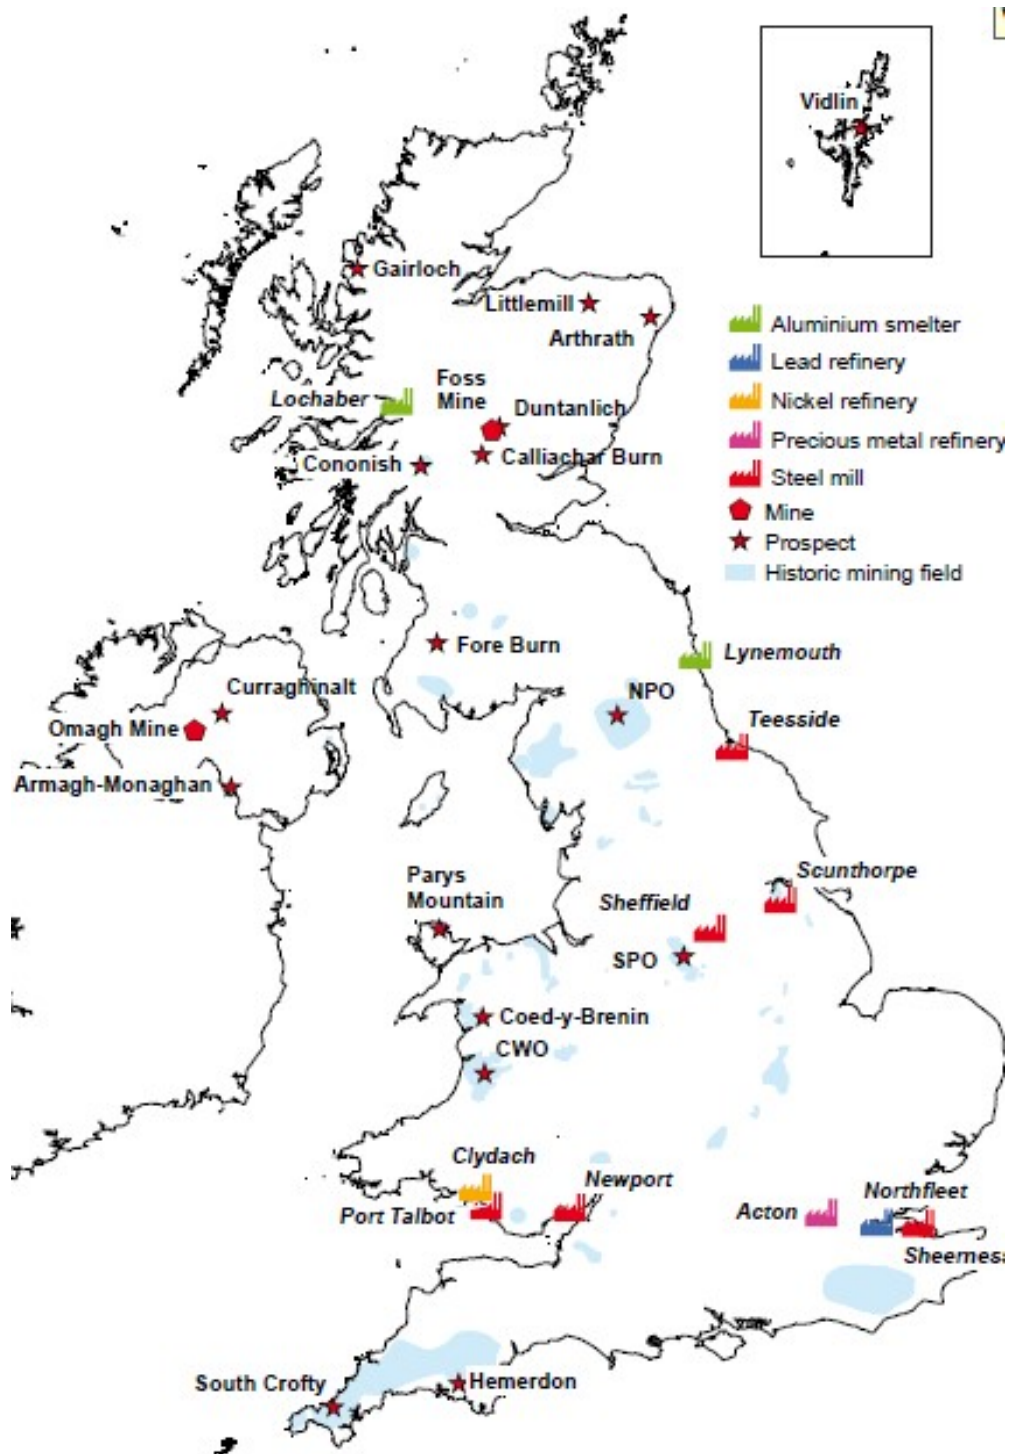 Vidlin
Gairloch
Littlemill
Arthrath
Aluminium smelter
Lead refinery
Nickel refinery
Precious metal refinery
Steel mill
Mine
Prospect
Historic mining field
Lochaber
Foss
Mine
Duntanlich
Calliachar Burn
Cononish
Fore Burn
Lynemouth
Curraghinalt
NPO
Omagh Mine
Teesside
Armagh-Monaghan
Parys
Mountain
Scunthorpe
Sheffield
SPO
Coed-y-Brenin
CWO
Clydach
Newport
Port Talbot
Northfleet
Acton
Sheerness
South Crofty
Hemerdon